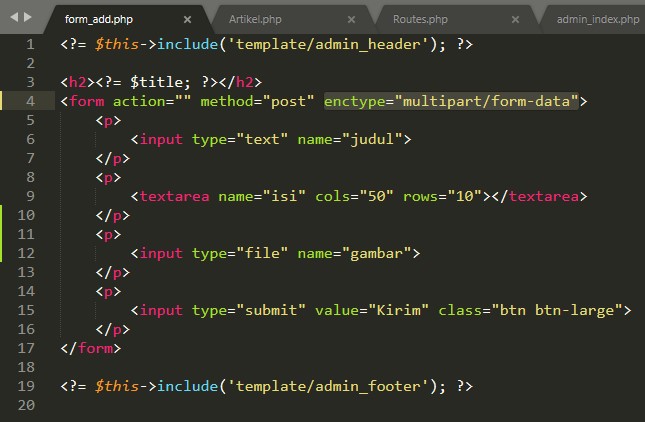 form_add.php × Artikel.php × Routes.php × admin_index.php
1 <?= $this->include('template/admin_header'); ?>
2
3 <h2><?= $title; ?></h2>
4 <form action="" method="post" enctype="multipart/form-data">
5     <p>
6         <input type="text" name="judul">
7     </p>
8     <p>
9         <textarea name="isi" cols="50" rows="10"></textarea>
10     </p>
11     <p>
12         <input type="file" name="gambar">
13     </p>
14     <p>
15         <input type="submit" value="Kirim" class="btn btn-large">
16     </p>
17 </form>
18
19 <?= $this->include('template/admin_footer'); ?>
20